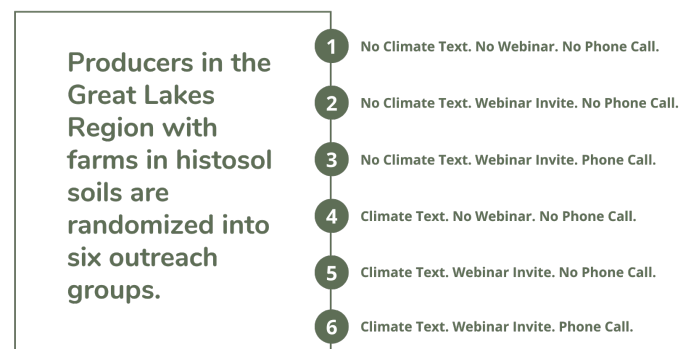 Producers in the
Great Lakes
Region with
farms in histosol
soils are
randomized into
six outreach
groups.
1 No Climate Text. No Webinar. No Phone Call.
2 No Climate Text. Webinar Invite. No Phone Call.
3 No Climate Text. Webinar Invite. Phone Call.
4 Climate Text. No Webinar. No Phone Call.
5 Climate Text. Webinar Invite. No Phone Call.
6 Climate Text. Webinar Invite. Phone Call.